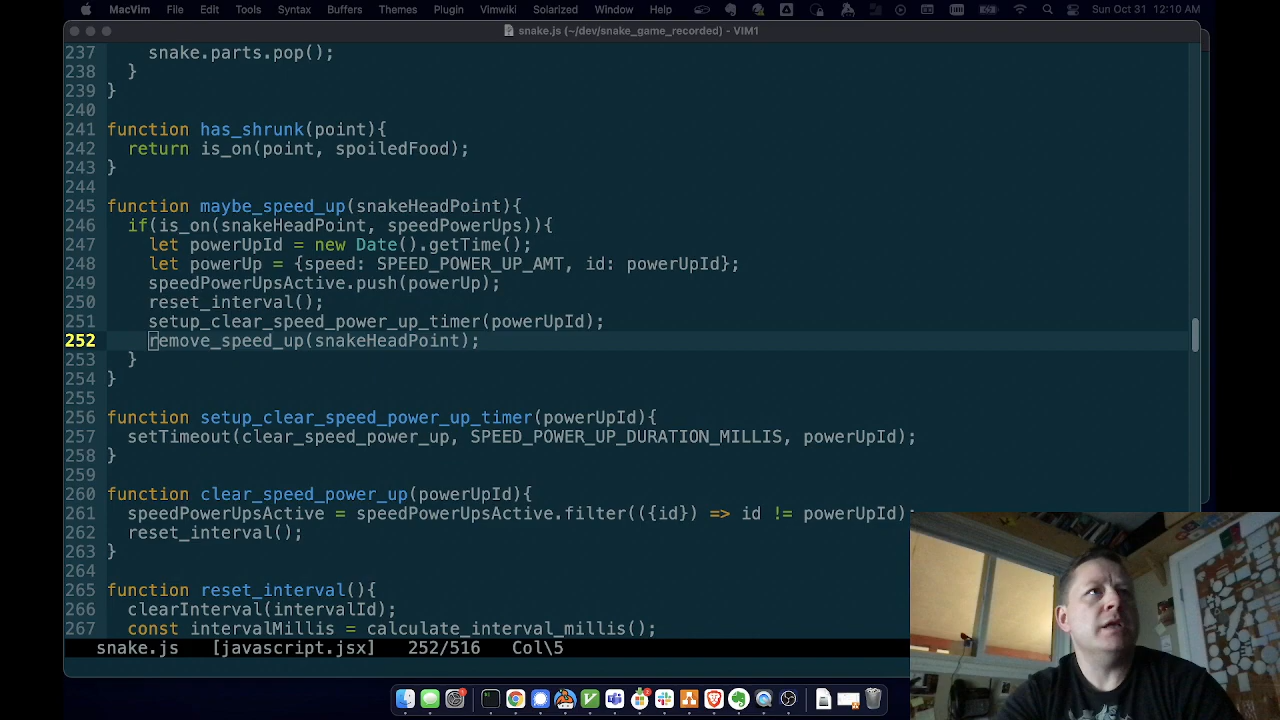 MacVim File Edit Tools Syntax Buffers Themes Plugin Vimwiki Solarized Window Help Sun Oct 31 12:10 AM
snake.js (~/dev/snake_game_recorded) - VIM1
237 snake.parts.pop();
238 }
239 }
240
241 function has_shrunk(point){
242 return is_on(point, spoiledFood);
243 }
244
245 function maybe_speed_up(snakeHeadPoint){
246 if(is_on(snakeHeadPoint, speedPowerUps)){
247 let powerUpId = new Date().getTime();
248 let powerUp = {speed: SPEED_POWER_UP_AMT, id: powerUpId};
249 speedPowerUpsActive.push(powerUp);
250 reset_interval();
251 setup_clear_speed_power_up_timer(powerUpId);
252 remove_speed_up(snakeHeadPoint);
253 }
254 }
255
256 function setup_clear_speed_power_up_timer(powerUpId){
257 setTimeout(clear_speed_power_up, SPEED_POWER_UP_DURATION_MILLIS, powerUpId);
258 }
259
260 function clear_speed_power_up(powerUpId){
261 speedPowerUpsActive = speedPowerUpsActive.filter(({id}) => id != powerUpId);
262 reset_interval();
263 }
264
265 function reset_interval(){
266 clearInterval(intervalId);
267 const intervalMillis = calculate_interval_millis();
snake.js [javascript.jsx] 252/516 Col\5